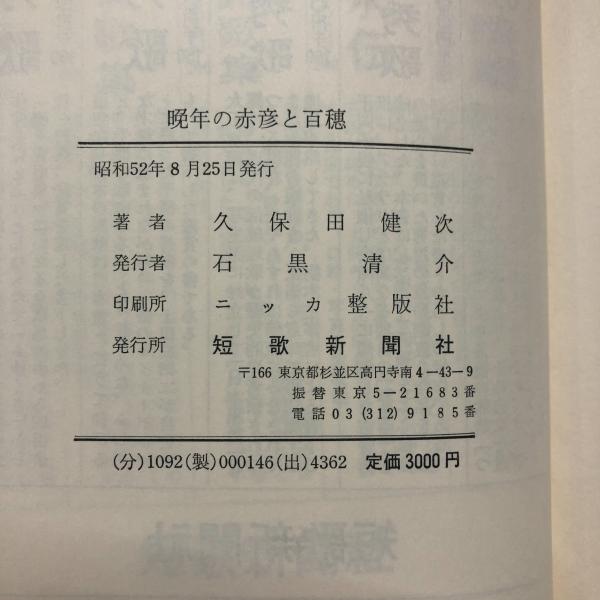 晩年の赤彦と百穂
昭和52年8月25日発行
著者 久保田健次
発行者 石黒清介
印刷所 ニッカ整版社
発行所 短歌新聞社
〒166 東京都杉並区高円寺南4―43―9
振替東京5―21683番
電話03(312)9185番
(分)1092(製)000146(出)4362 定価3000円